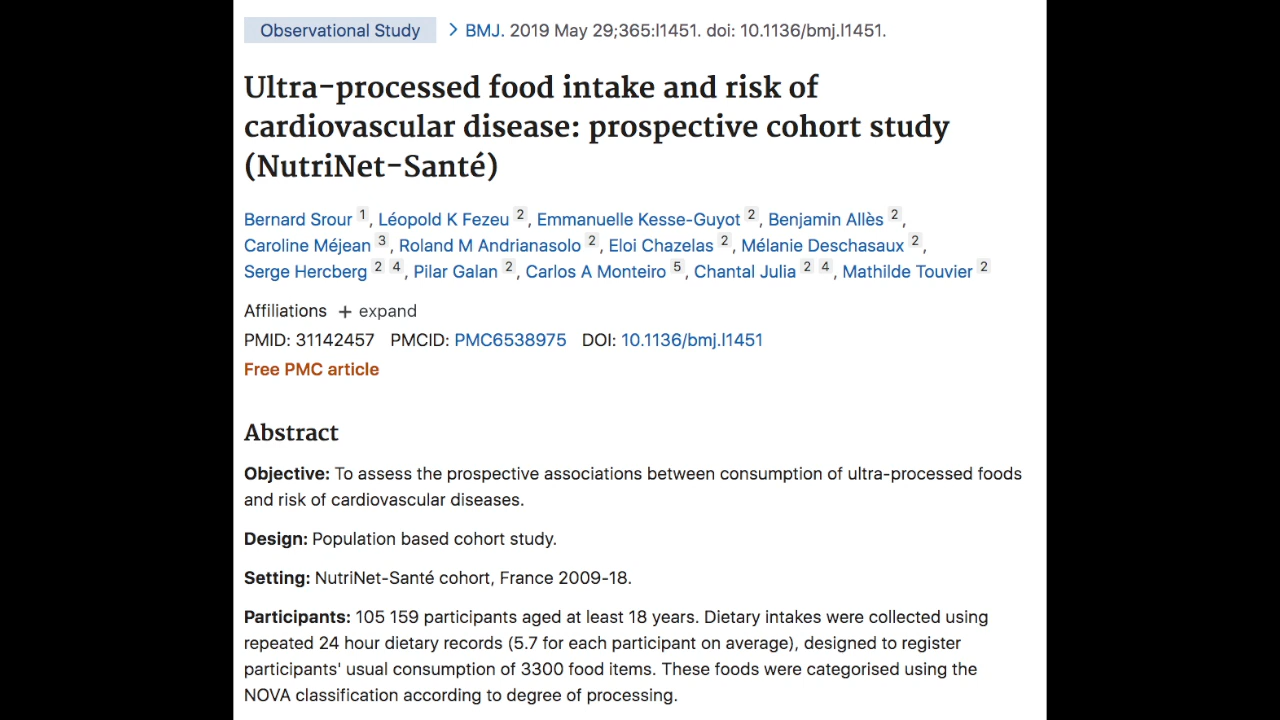 Observational Study > BMJ. 2019 May 29;365:l1451. doi: 10.1136/bmj.l1451.
Ultra-processed food intake and risk of
cardiovascular disease: prospective cohort study
(NutriNet-Santé)
Bernard Srour 1, Léopold K Fezeu 2, Emmanuelle Kesse-Guyot 2, Benjamin Allès 2,
Caroline Méjean 3, Roland M Andrianasolo 2, Eloi Chazelas 2, Mélanie Deschasaux 2,
Serge Hercberg 2 4, Pilar Galan 2, Carlos A Monteiro 5, Chantal Julia 2 4, Mathilde Touvier 2
Affiliations + expand
PMID: 31142457 PMCID: PMC6538975 DOI: 10.1136/bmj.l1451
Free PMC article
Abstract
Objective: To assess the prospective associations between consumption of ultra-processed foods
and risk of cardiovascular diseases.
Design: Population based cohort study.
Setting: NutriNet-Santé cohort, France 2009-18.
Participants: 105 159 participants aged at least 18 years. Dietary intakes were collected using
repeated 24 hour dietary records (5.7 for each participant on average), designed to register
participants' usual consumption of 3300 food items. These foods were categorised using the
NOVA classification according to degree of processing.